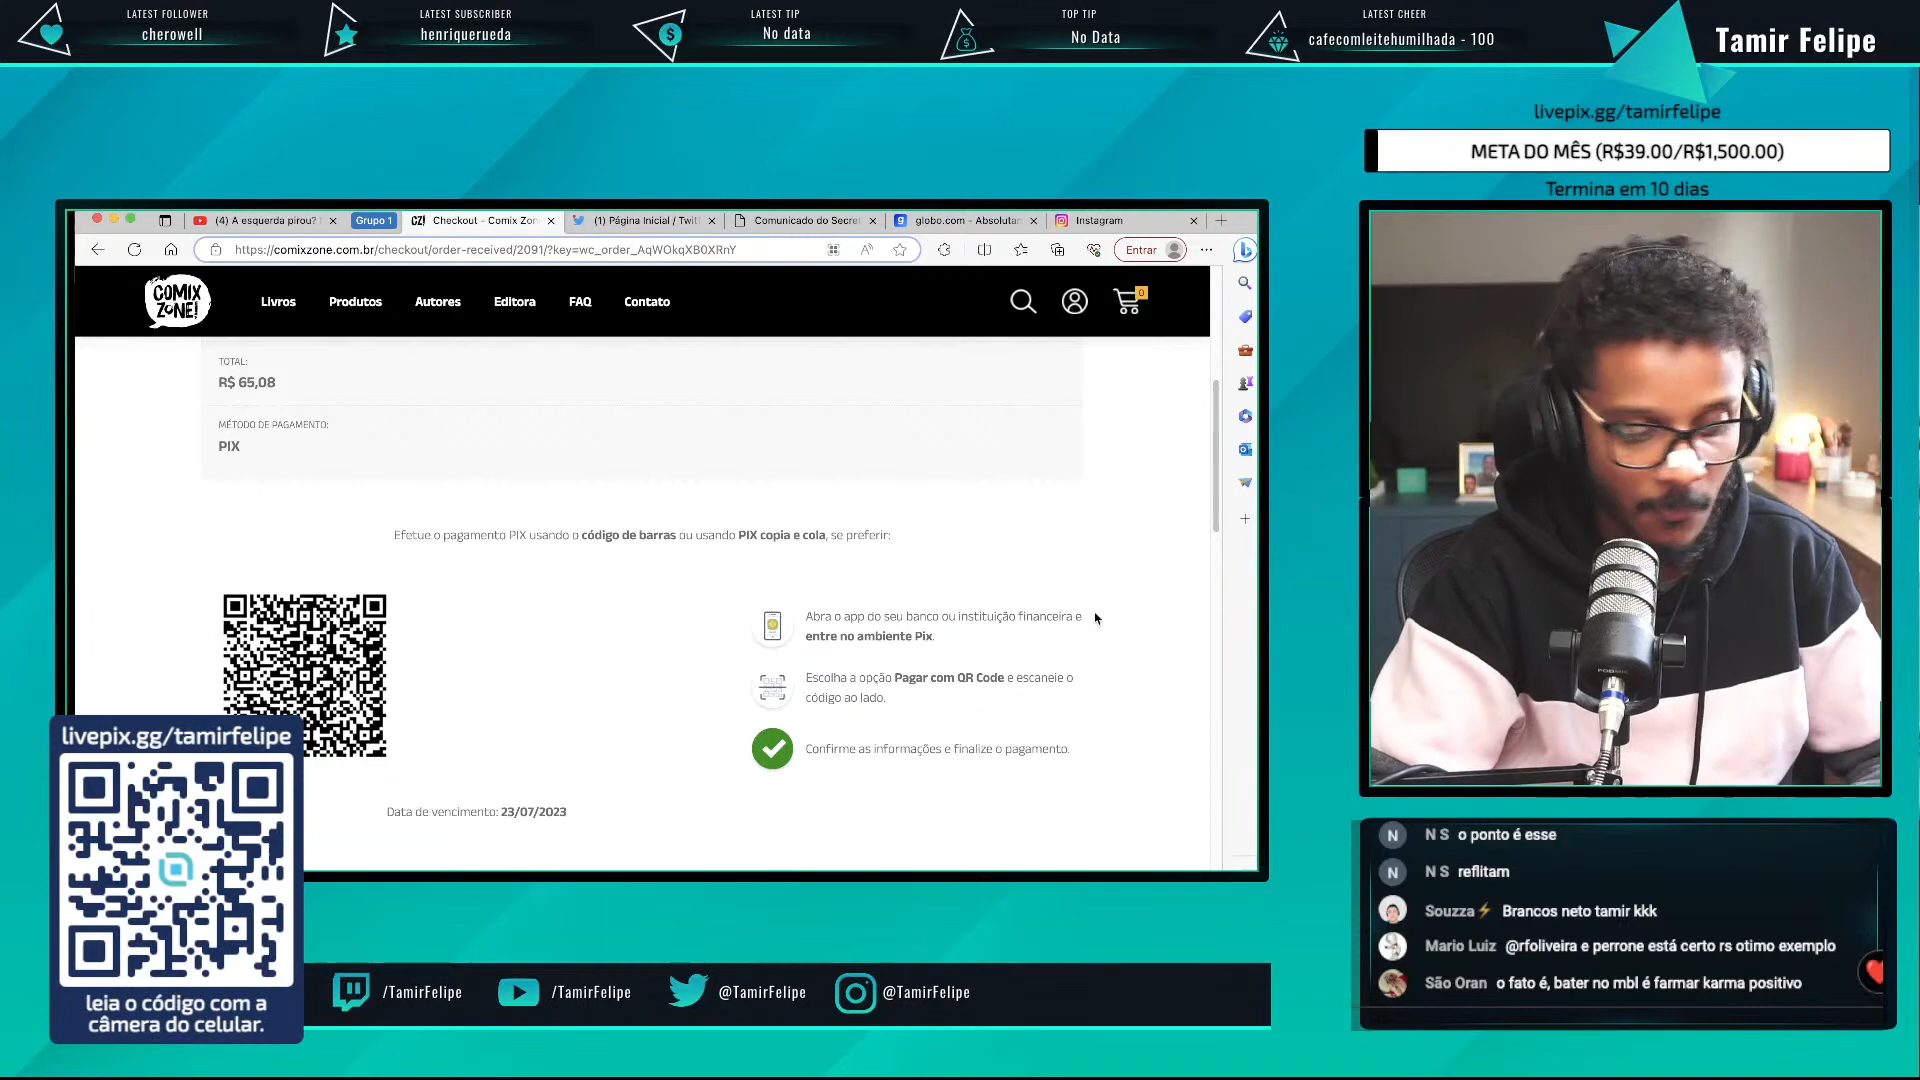 LATEST FOLLOWER
cherowell
LATEST SUBSCRIBER
henriquerueda
LATEST TIP
No data
TOP TIP
No Data
LATEST CHEER
cafecomleitehumilhada - 100
Tamir Felipe
livepix.gg/tamirfelipe
META DO MÊS (R$39.00/R$1,500.00)
Termina em 10 dias
(4) A esquerda pirou?
Grupo 1
CZ! Checkout - Comix Zon
(1) Página Inicial / Twit
Comunicado do Secret
globo.com - Absolutam
Instagram
https://comixzone.com.br/checkout/order-received/2091/?key=wc_order_AqWOkqXB0XRnY
Entrar
COMIX
ZONE!
Livros
Produtos
Autores
Editora
FAQ
Contato
0
TOTAL:
R$ 65,08
MÉTODO DE PAGAMENTO:
PIX
Efetue o pagamento PIX usando o código de barras ou usando PIX copia e cola, se preferir:
Abra o app do seu banco ou instituição financeira e
entre no ambiente Pix.
Escolha a opção Pagar com QR Code e escaneie o
código ao lado.
Confirme as informações e finalize o pagamento.
Data de vencimento: 23/07/2023
livepix.gg/tamirfelipe
leia o código com a
câmera do celular.
/TamirFelipe
/TamirFelipe
@TamirFelipe
@TamirFelipe
N N S o ponto é esse
N N S reflitam
Souzza⚡ Brancos neto tamir kkk
Mario Luiz @rfoliveira e perrone está certo rs otimo exemplo
São Oran o fato é, bater no mbl é farmar karma positivo